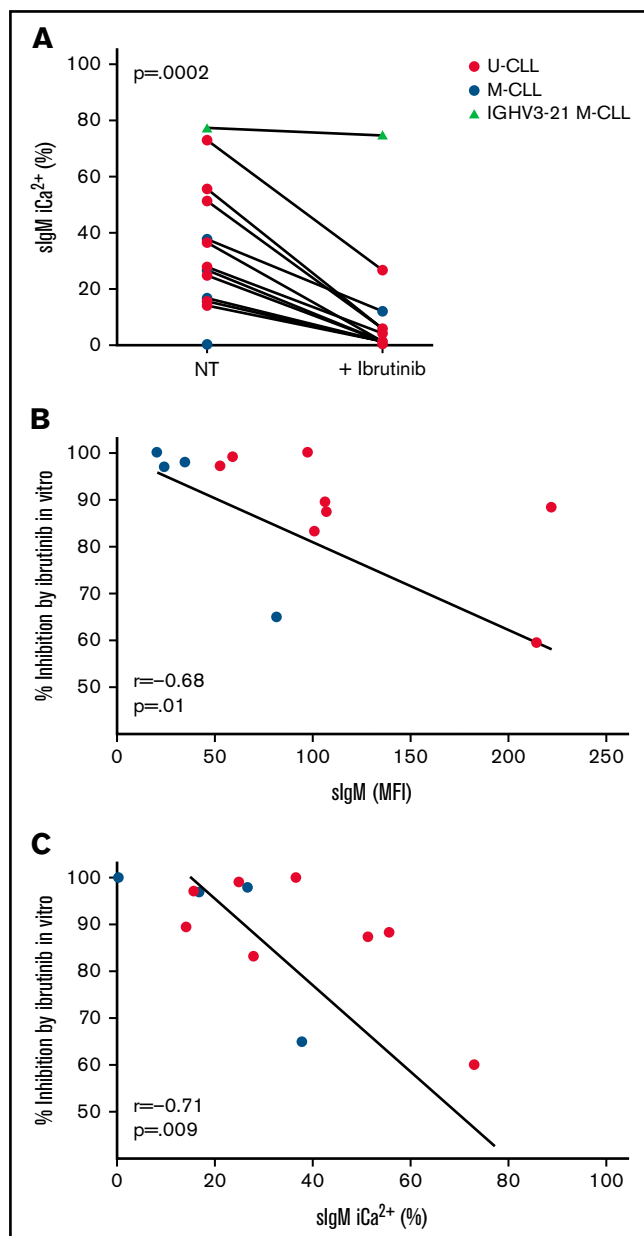 A
p=.0002
100
80
60
40
20
0
sIgM iCa²⁺ (%)
NT
+ Ibrutinib
U-CLL
M-CLL
IGHV3-21 M-CLL
B
100
90
80
70
60
50
% Inhibition by ibrutinib in vitro
r=–0.68
p=.01
0 50 100 150 200 250
sIgM (MFI)
C
100
90
80
70
60
50
% Inhibition by ibrutinib in vitro
r=–0.71
p=.009
0 20 40 60 80 100
sIgM iCa²⁺ (%)